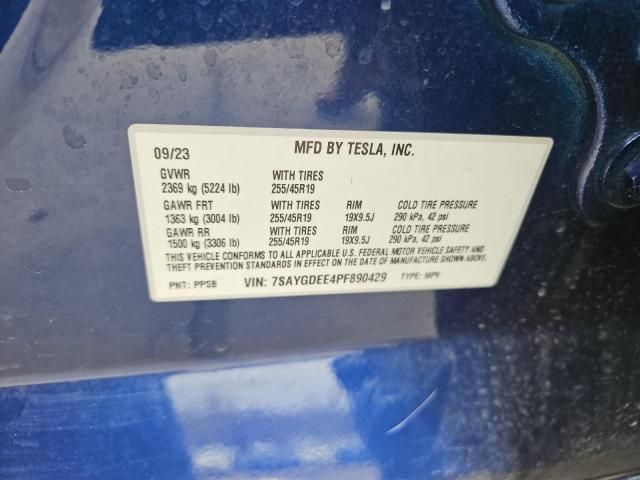 09/23 MFD BY TESLA, INC.
GVWR WITH TIRES
2369 kg (5224 lb) 255/45R19
GAWR FRT WITH TIRES RIM COLD TIRE PRESSURE
1363 kg (3004 lb) 255/45R19 19X9.5J 290 kPa, 42 psi
GAWR RR WITH TIRES RIM COLD TIRE PRESSURE
1500 kg (3306 lb) 255/45R19 19X9.5J 290 kPa, 42 psi
THIS VEHICLE CONFORMS TO ALL APPLICABLE U.S. FEDERAL MOTOR VEHICLE SAFETY AND
THEFT PREVENTION STANDARDS IN EFFECT ON THE DATE OF MANUFACTURE SHOWN ABOVE.
PNT: PPSB VIN: 7SAYGDEE4PF890429 TYPE: MPV